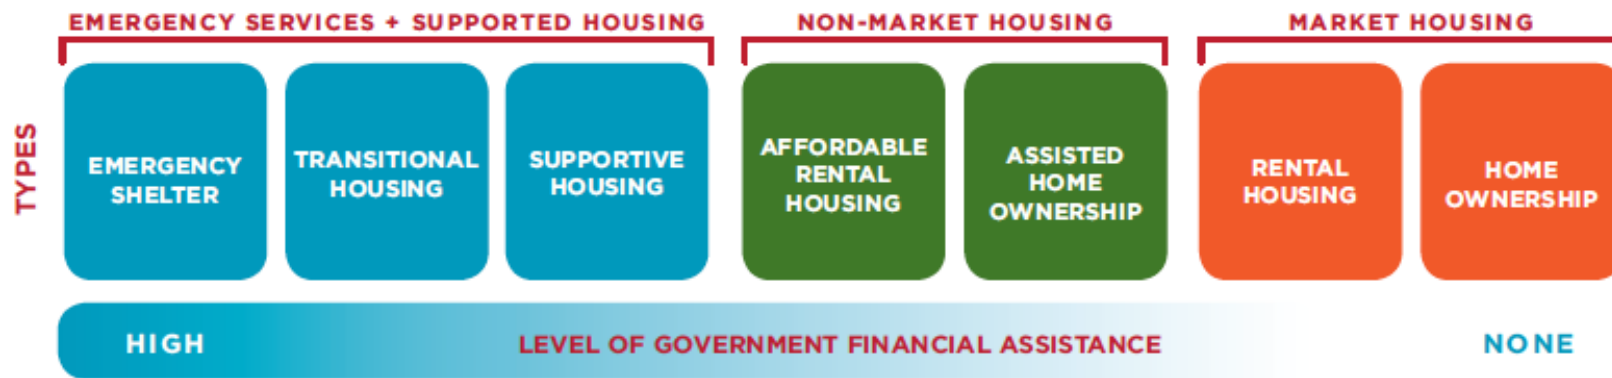 EMERGENCY SERVICES + SUPPORTED HOUSING
NON-MARKET HOUSING
MARKET HOUSING
TYPES
EMERGENCY
SHELTER
TRANSITIONAL
HOUSING
SUPPORTIVE
HOUSING
AFFORDABLE
RENTAL
HOUSING
ASSISTED
HOME
OWNERSHIP
RENTAL
HOUSING
HOME
OWNERSHIP
HIGH
LEVEL OF GOVERNMENT FINANCIAL ASSISTANCE
NONE